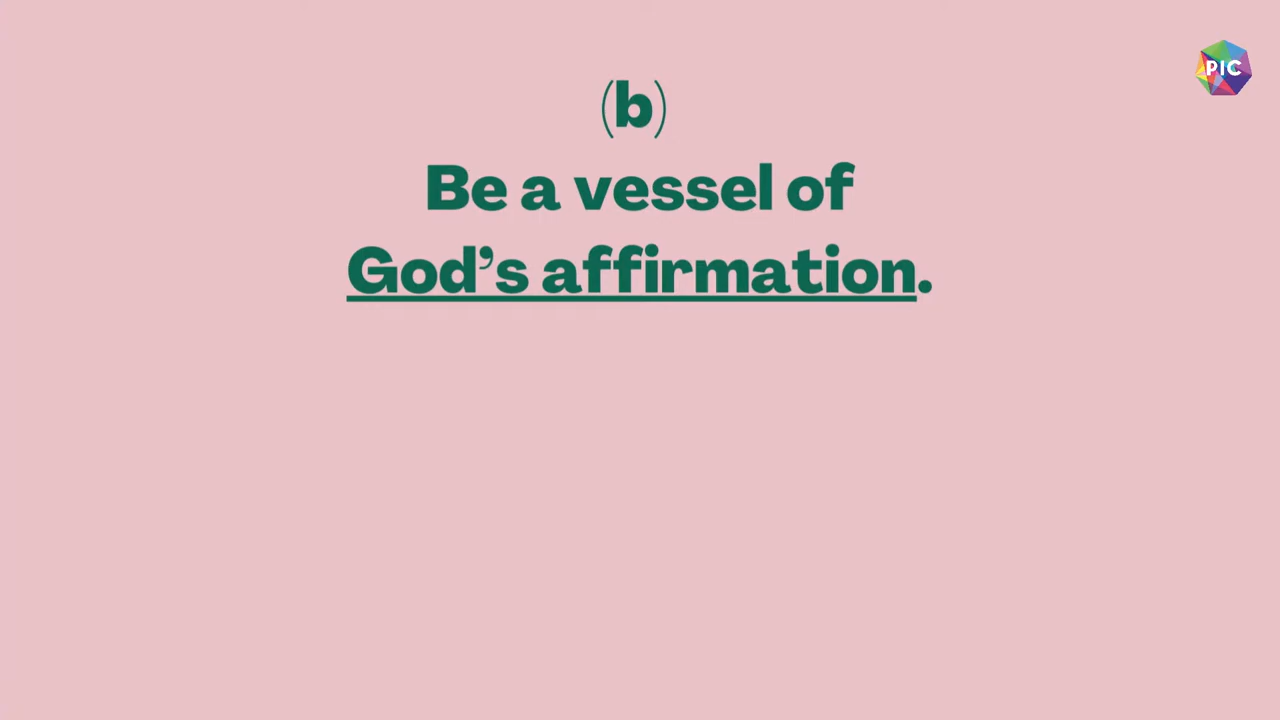 PIC
(b)
Be a vessel of
God’s affirmation.